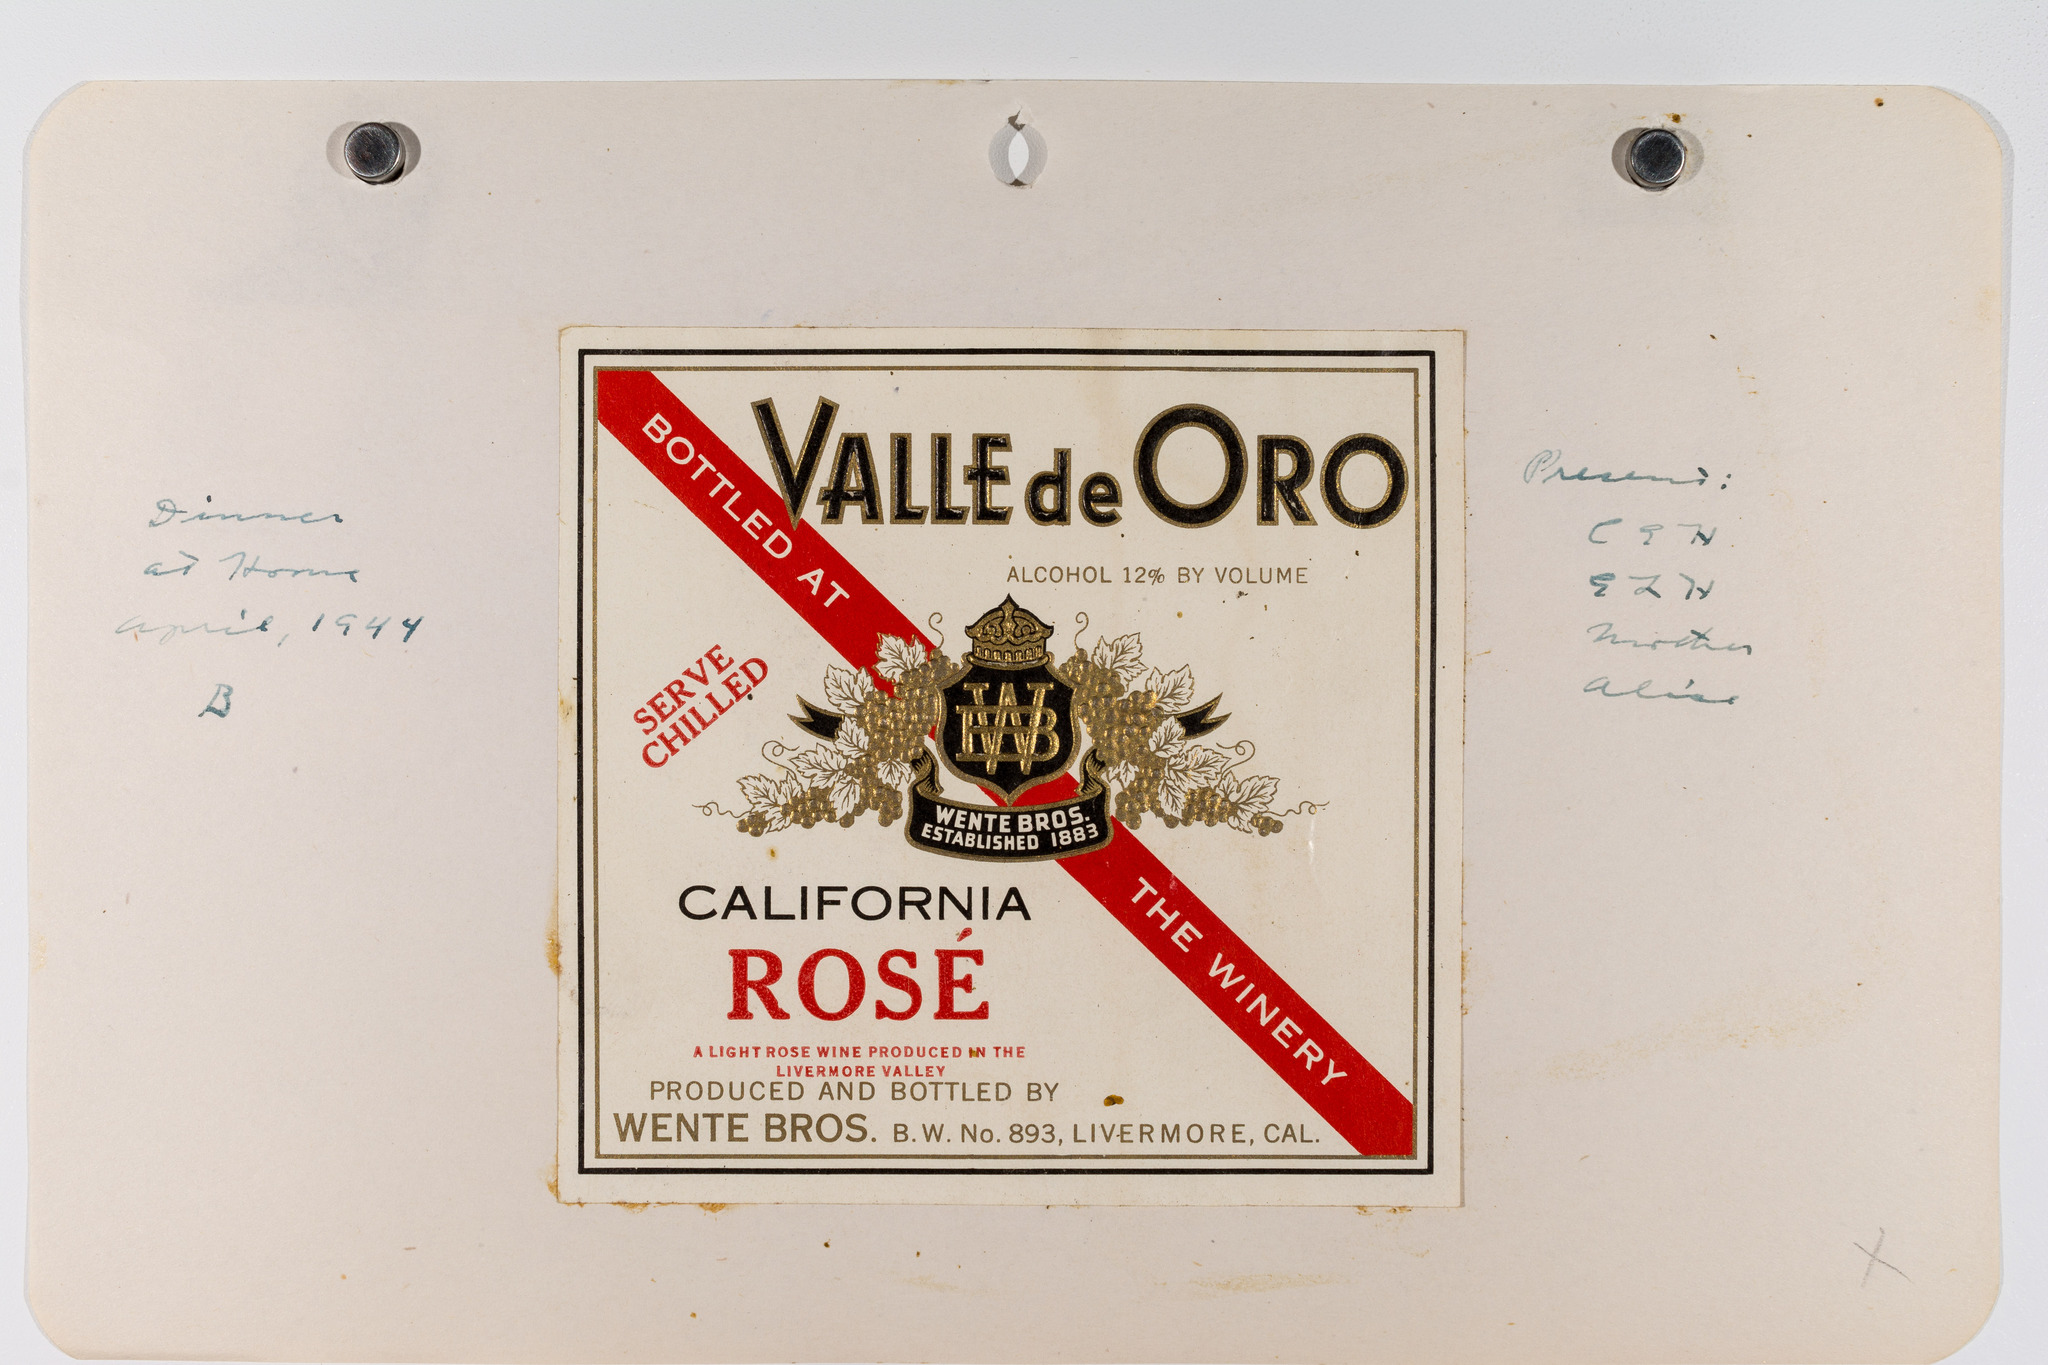 Dinner
at Home
April, 1944
B
BOTTLED AT
VALLE de ORO
ALCOHOL 12% BY VOLUME
SERVE
CHILLED
WB
WENTE BROS.
ESTABLISHED 1883
THE WINERY
CALIFORNIA
ROSÉ
A LIGHT ROSE WINE PRODUCED IN THE
LIVERMORE VALLEY
PRODUCED AND BOTTLED BY
WENTE BROS. B.W. No. 893, LIVERMORE, CAL.
Present:
C E H
E L H
Mother
Alice
X